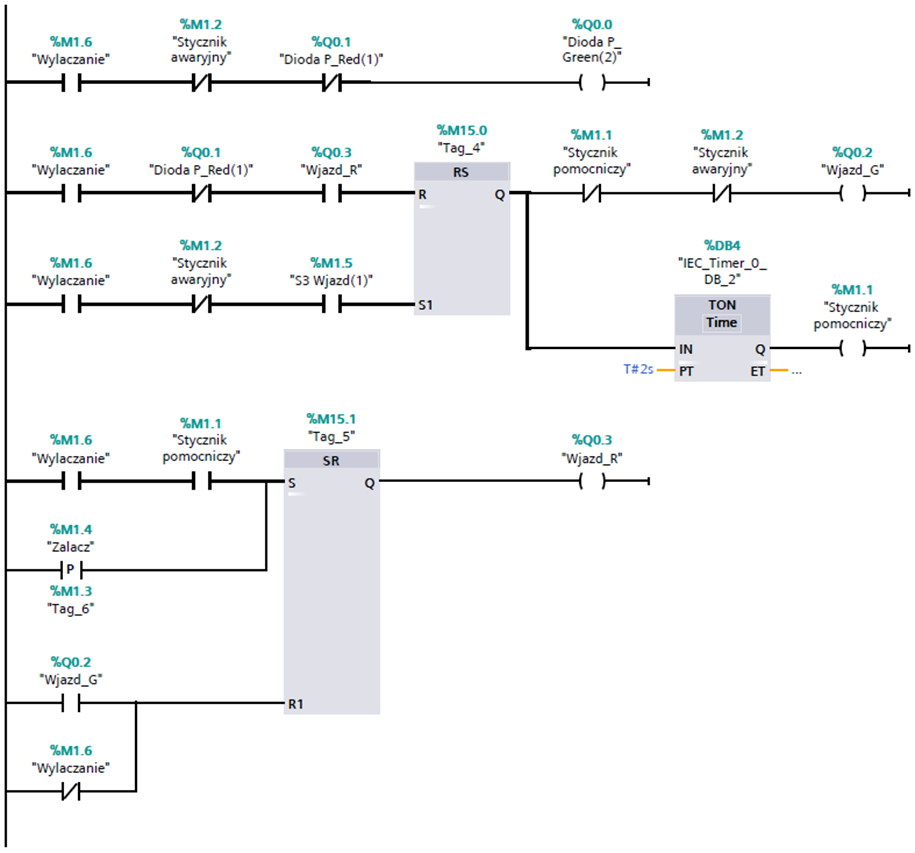 %M1.6
"Wylaczanie"
%M1.2
"Stycznik
awaryjny"
%Q0.1
"Dioda P_Red(1)"
%Q0.0
"Dioda P_
Green(2)"
%M1.6
"Wylaczanie"
%Q0.1
"Dioda P_Red(1)"
%Q0.3
"Wjazd_R"
%M15.0
"Tag_4"
RS
R
Q
%M1.1
"Stycznik
pomocniczy"
%M1.2
"Stycznik
awaryjny"
%Q0.2
"Wjazd_G"
%M1.6
"Wylaczanie"
%M1.2
"Stycznik
awaryjny"
%M1.5
"S3 Wjazd(1)"
S1
%DB4
"IEC_Timer_0_
DB_2"
TON
Time
IN
Q
T#2s
PT
ET
...
%M1.1
"Stycznik
pomocniczy"
%M1.6
"Wylaczanie"
%M1.1
"Stycznik
pomocniczy"
%M15.1
"Tag_5"
SR
S
Q
%Q0.3
"Wjazd_R"
%M1.4
"Zalacz"
P
%M1.3
"Tag_6"
%Q0.2
"Wjazd_G"
R1
%M1.6
"Wylaczanie"